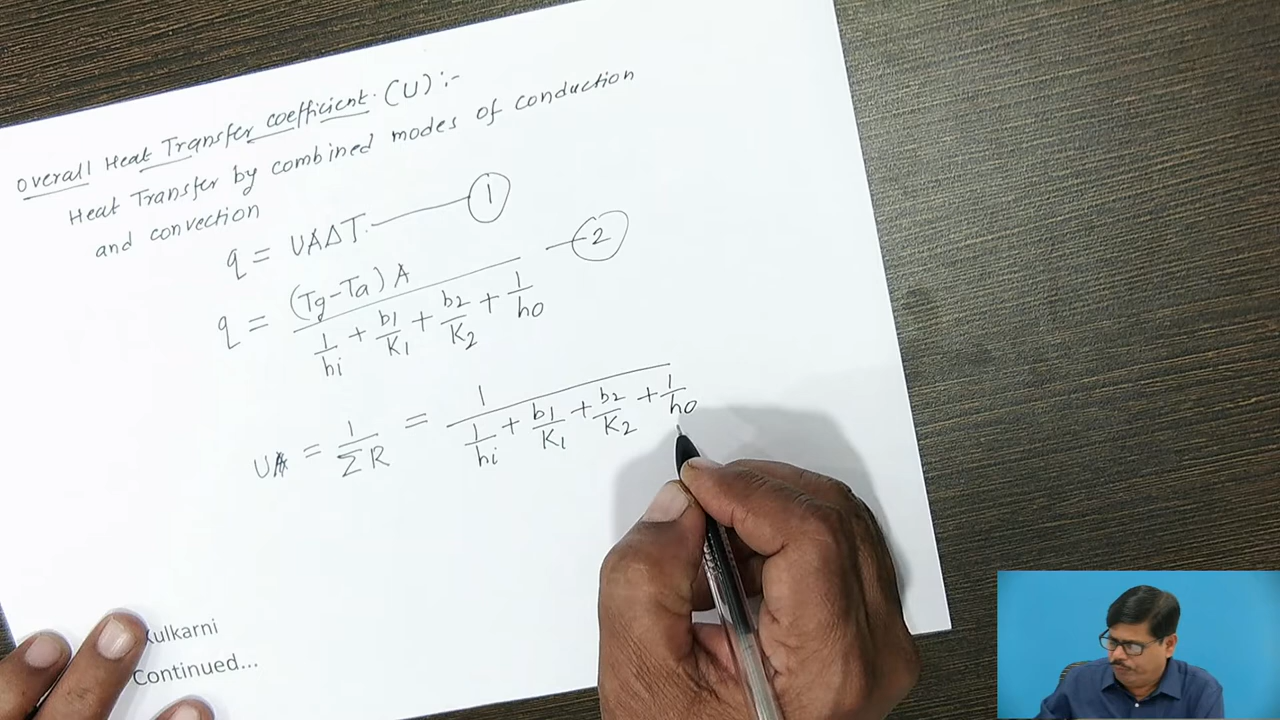 Overall Heat Transfer coefficient. (U):-
Heat Transfer by combined modes of conduction
and convection
q = UAΔT. — ①
q = (Tg-Ta) A / (1/hi + b1/K1 + b2/K2 + 1/ho) — ②
U = 1/ΣR = 1 / (1/hi + b1/K1 + b2/K2 + 1/ho)
Kulkarni
Continued...